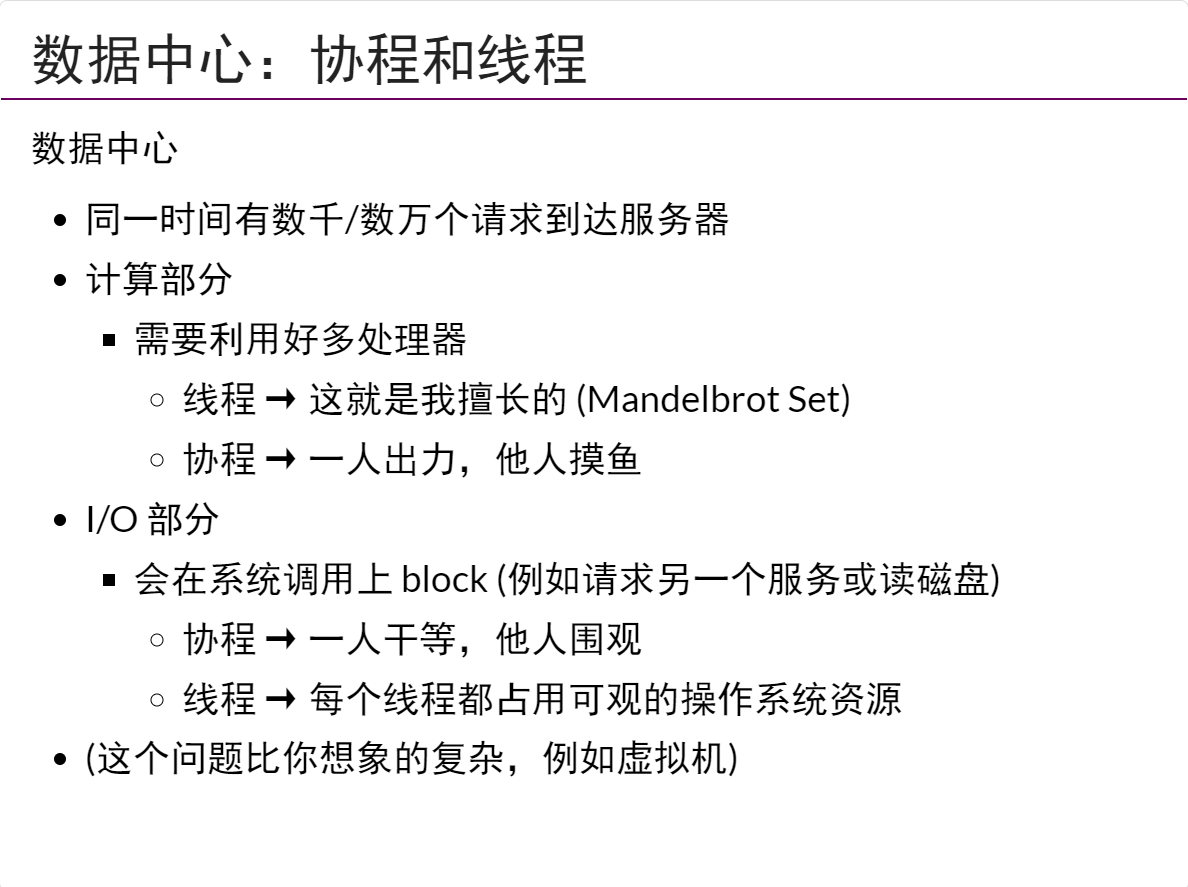 数据中心：协程和线程
数据中心
同一时间有数千/数万个请求到达服务器
计算部分
需要利用好多处理器
线程 → 这就是我擅长的 (Mandelbrot Set)
协程 → 一人出力，他人摸鱼
I/O 部分
会在系统调用上 block (例如请求另一个服务或读磁盘)
协程 → 一人干等，他人围观
线程 → 每个线程都占用可观的操作系统资源
(这个问题比你想象的复杂，例如虚拟机)